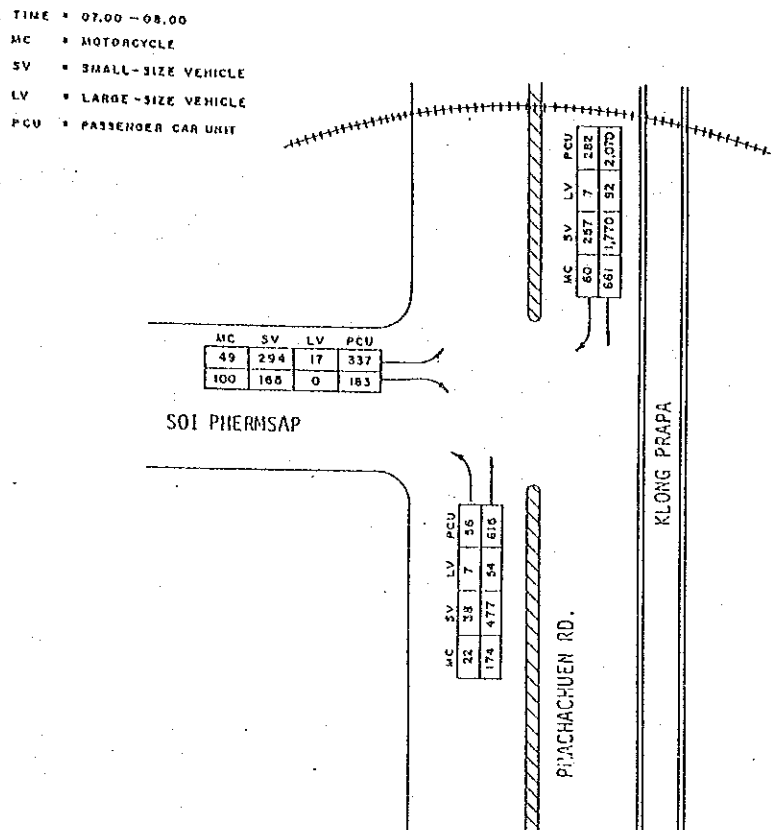 TIME = 07.00 - 08.00
MC = MOTORCYCLE
SV = SMALL-SIZE VEHICLE
LV = LARGE-SIZE VEHICLE
PCU = PASSENGER CAR UNIT
MC SV LV PCU
60 257 7 282
661 1,770 92 2,070
MC SV LV PCU
49 294 17 337
100 168 0 183
SOI PHERMSAP
KLONG PRAPA
MC SV LV PCU
22 38 7 56
174 477 54 615
PRACHACHUEN RD.